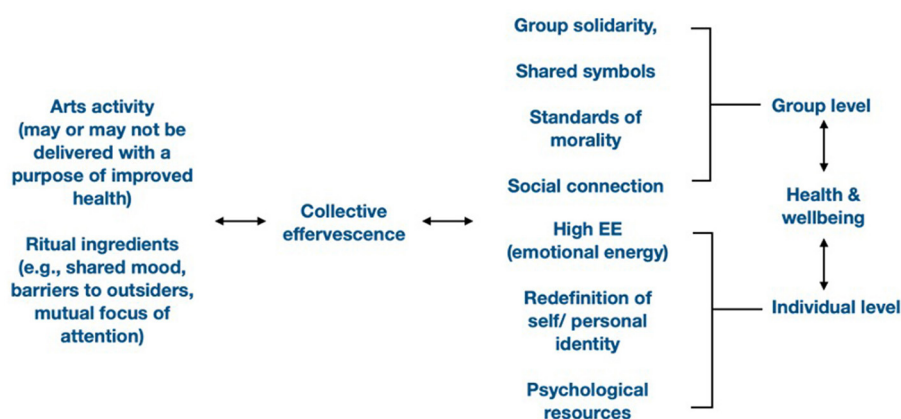 Arts activity
(may or may not be
delivered with a
purpose of improved
health)
Ritual ingredients
(e.g., shared mood,
barriers to outsiders,
mutual focus of
attention)
Collective
effervescence
Group solidarity,
Shared symbols
Standards of
morality
Social connection
High EE
(emotional energy)
Redefinition of
self/ personal
identity
Psychological
resources
Group level
Health &
wellbeing
Individual level